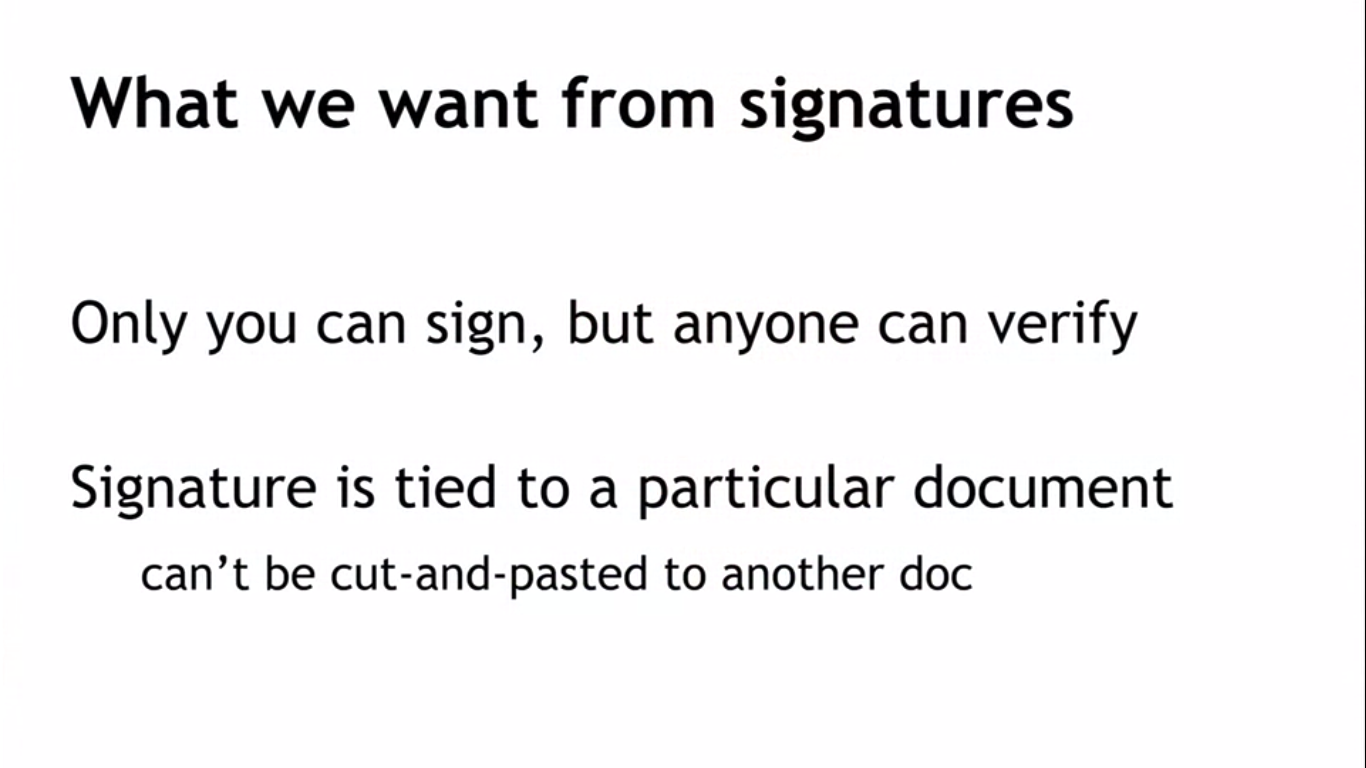 What we want from signatures
Only you can sign, but anyone can verify
Signature is tied to a particular document
can’t be cut-and-pasted to another doc